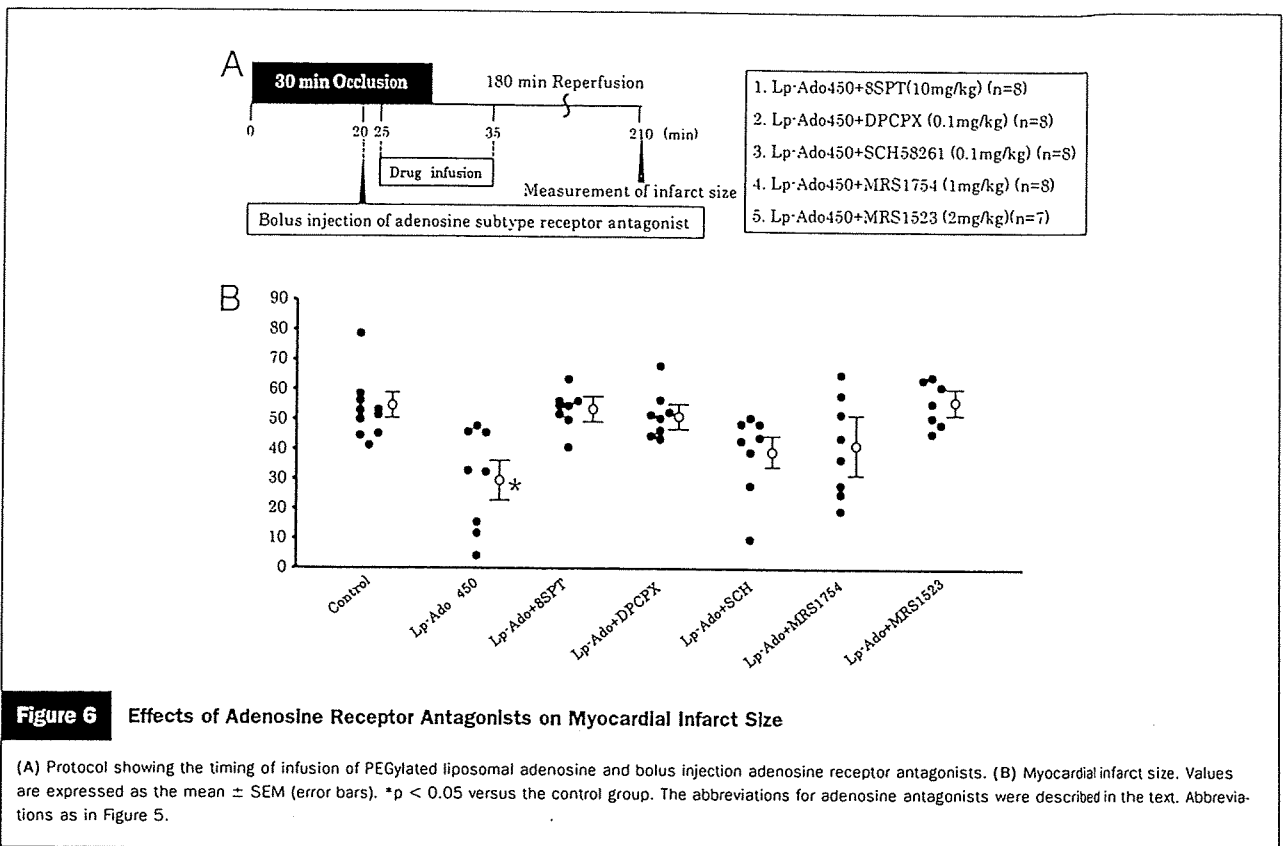 A
30 min Occlusion
180 min Reperfusion
0
20 25
35
210 (min)
Drug infusion
Measurement of infarct size
Bolus injection of adenosine subtype receptor antagonist
1. Lp-Ado450+8SPT(10mg/kg) (n=8)
2. Lp-Ado450+DPCPX (0.1mg/kg) (n=8)
3. Lp-Ado450+SCH58261 (0.1mg/kg) (n=8)
4. Lp-Ado450+MRS1754 (1mg/kg) (n=8)
5. Lp-Ado450+MRS1523 (2mg/kg)(n=7)
B
90
80
70
60
50
40
30
20
10
0
*
Control
Lp-Ado 450
Lp-Ado+8SPT
Lp-Ado+DPCPX
Lp-Ado+SCH
Lp-Ado+MRS1754
Lp-Ado+MRS1523
Figure 6 Effects of Adenosine Receptor Antagonists on Myocardial Infarct Size
(A) Protocol showing the timing of infusion of PEGylated liposomal adenosine and bolus injection adenosine receptor antagonists. (B) Myocardial infarct size. Values
are expressed as the mean ± SEM (error bars). *p < 0.05 versus the control group. The abbreviations for adenosine antagonists were described in the text. Abbrevia-
tions as in Figure 5.